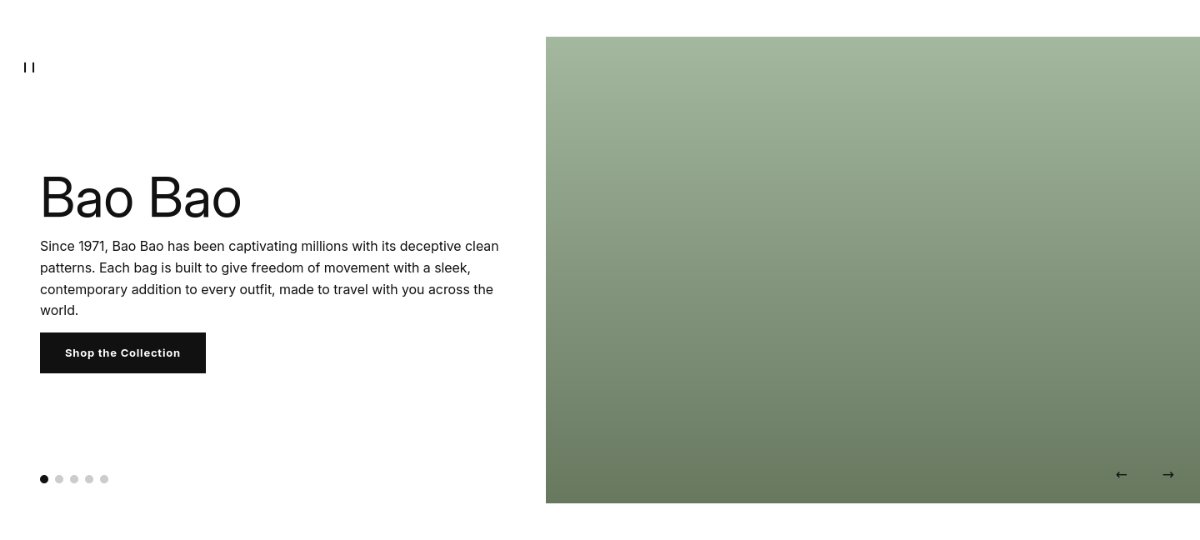 Bao Bao
Since 1971, Bao Bao has been captivating millions with its deceptive clean
patterns. Each bag is built to give freedom of movement with a sleek,
contemporary addition to every outfit, made to travel with you across the
world.
Shop the Collection
← →